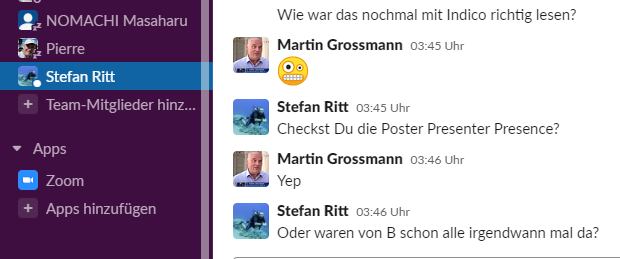 NOMACHI Masaharu
Pierre
Stefan Ritt
Team-Mitglieder hinz...
Apps
Zoom
Apps hinzufügen
Wie war das nochmal mit Indico richtig lesen?
Martin Grossmann 03:45 Uhr
Stefan Ritt 03:45 Uhr
Checkst Du die Poster Presenter Presence?
Martin Grossmann 03:46 Uhr
Yep
Stefan Ritt 03:46 Uhr
Oder waren von B schon alle irgendwann mal da?